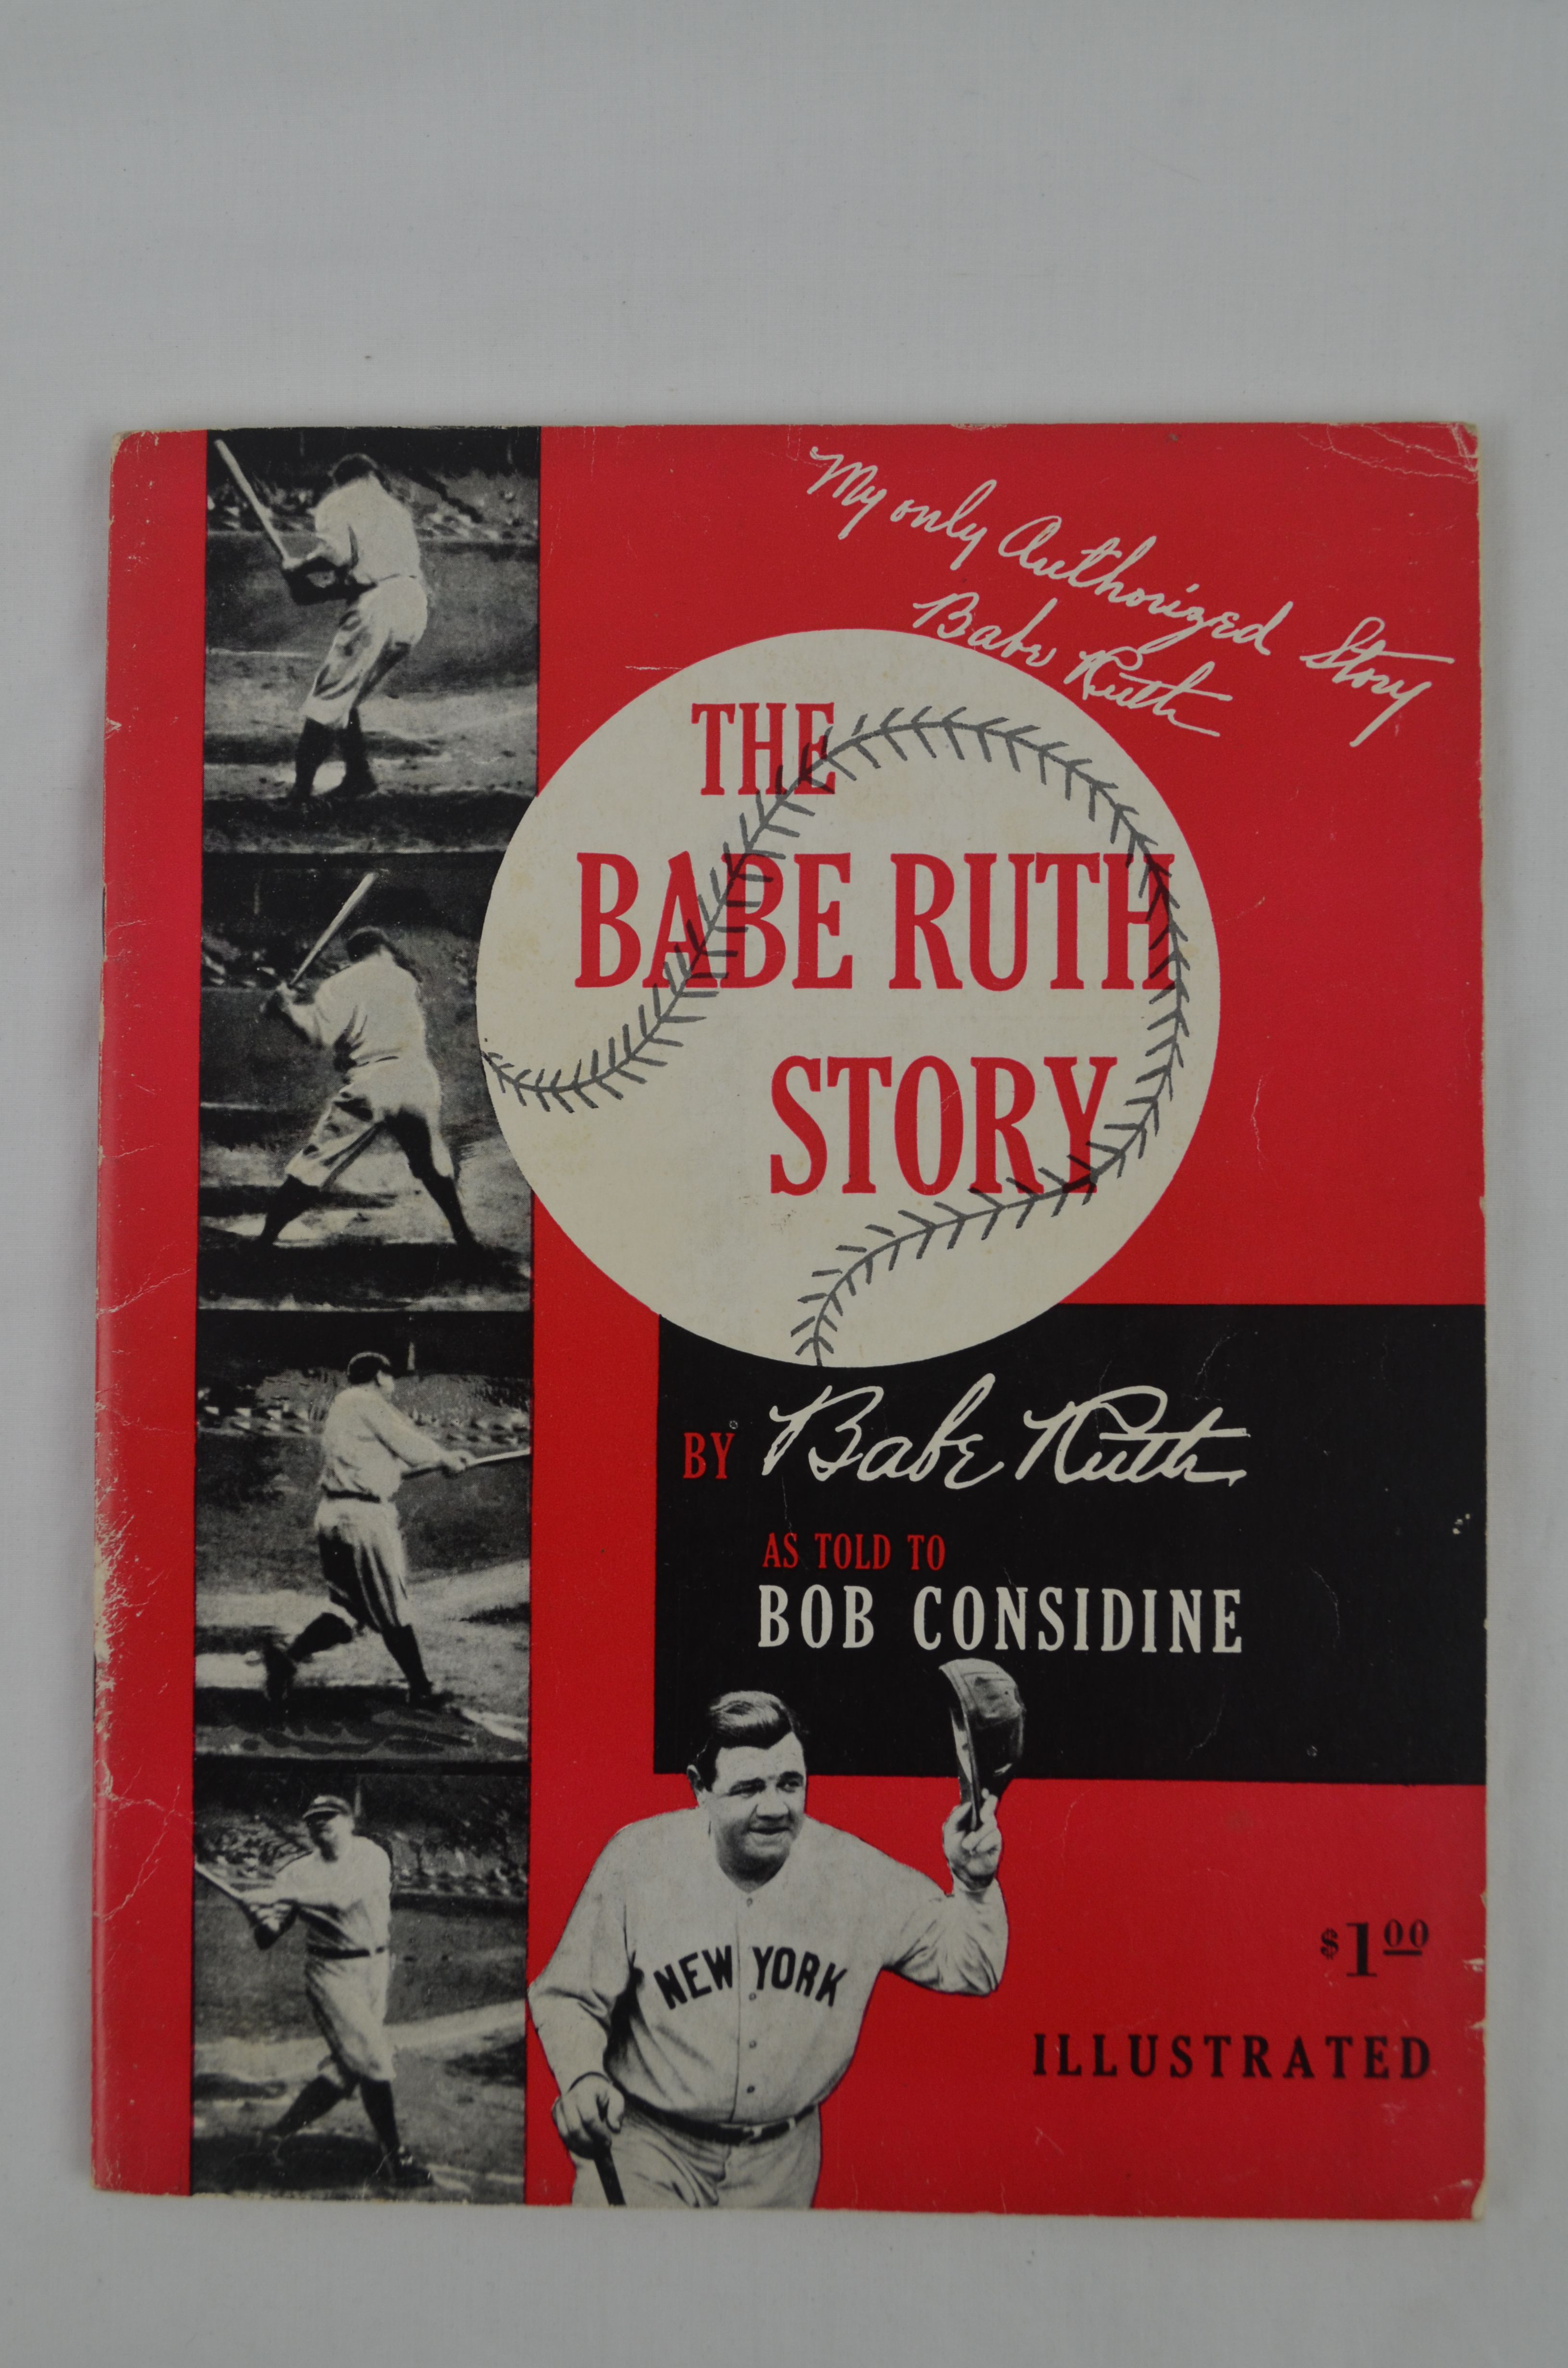 My only Authorized Story
Babe Ruth
THE
BABE RUTH
STORY
BY Babe Ruth
AS TOLD TO
BOB CONSIDINE
NEW YORK
$1.00
ILLUSTRATED